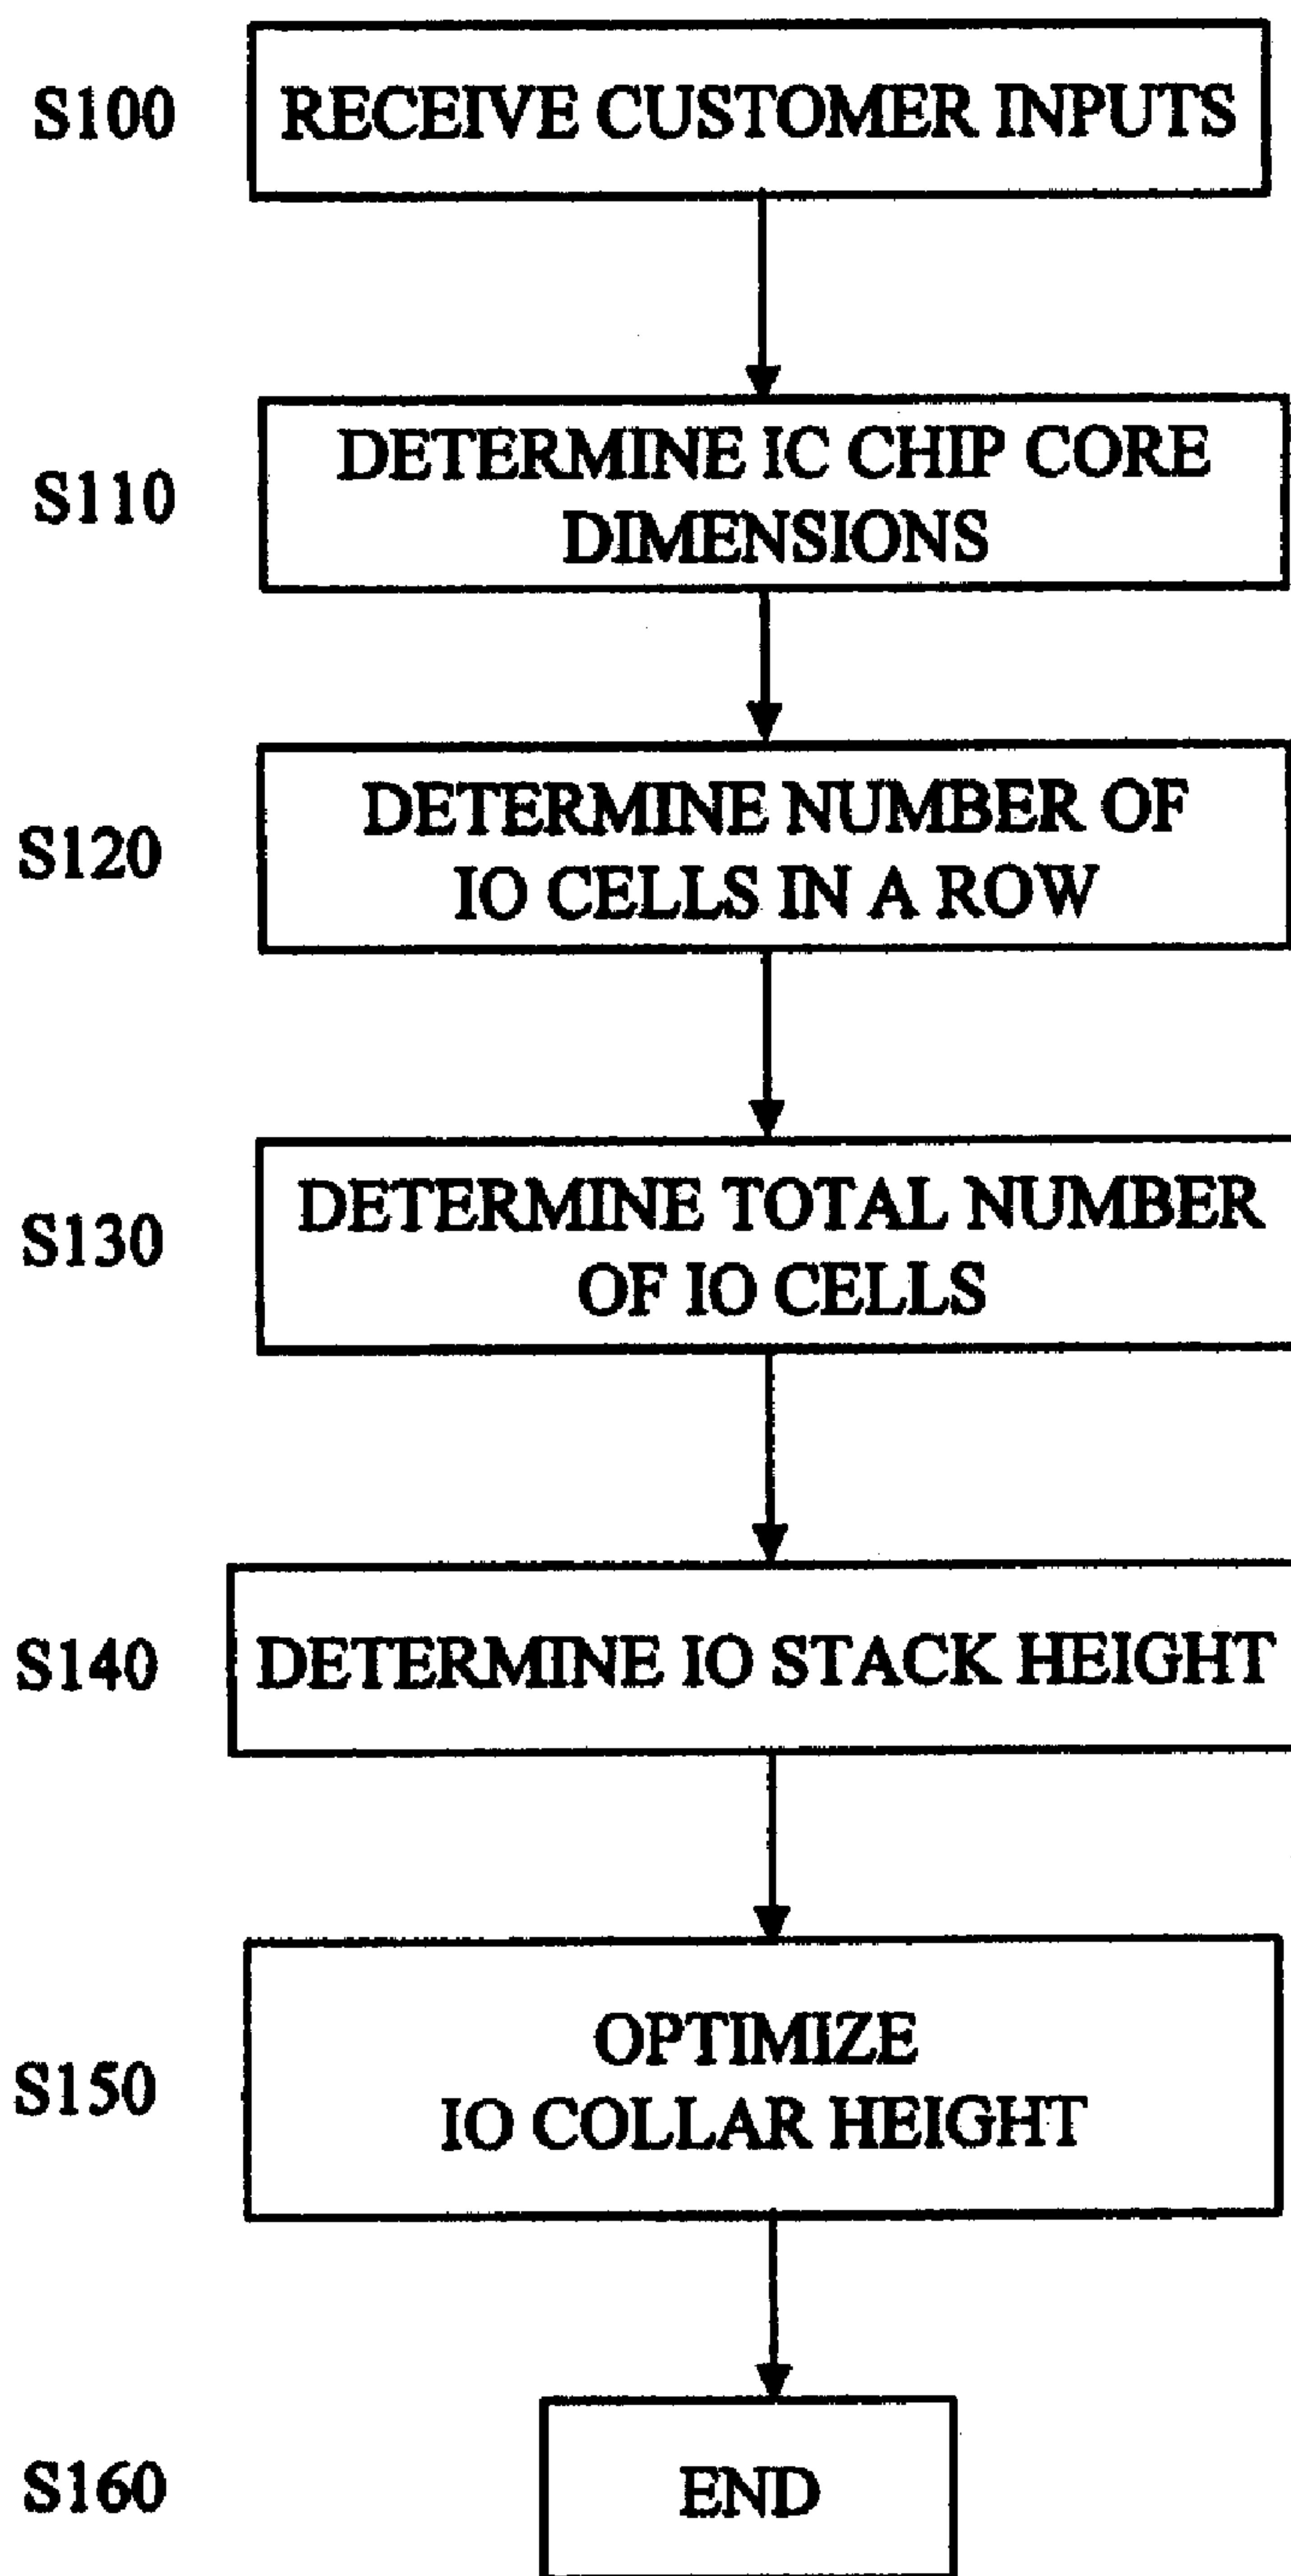 S100
RECEIVE CUSTOMER INPUTS
S110
DETERMINE IC CHIP CORE
DIMENSIONS
S120
DETERMINE NUMBER OF
IO CELLS IN A ROW
S130
DETERMINE TOTAL NUMBER
OF IO CELLS
S140
DETERMINE IO STACK HEIGHT
S150
OPTIMIZE
IO COLLAR HEIGHT
S160
END